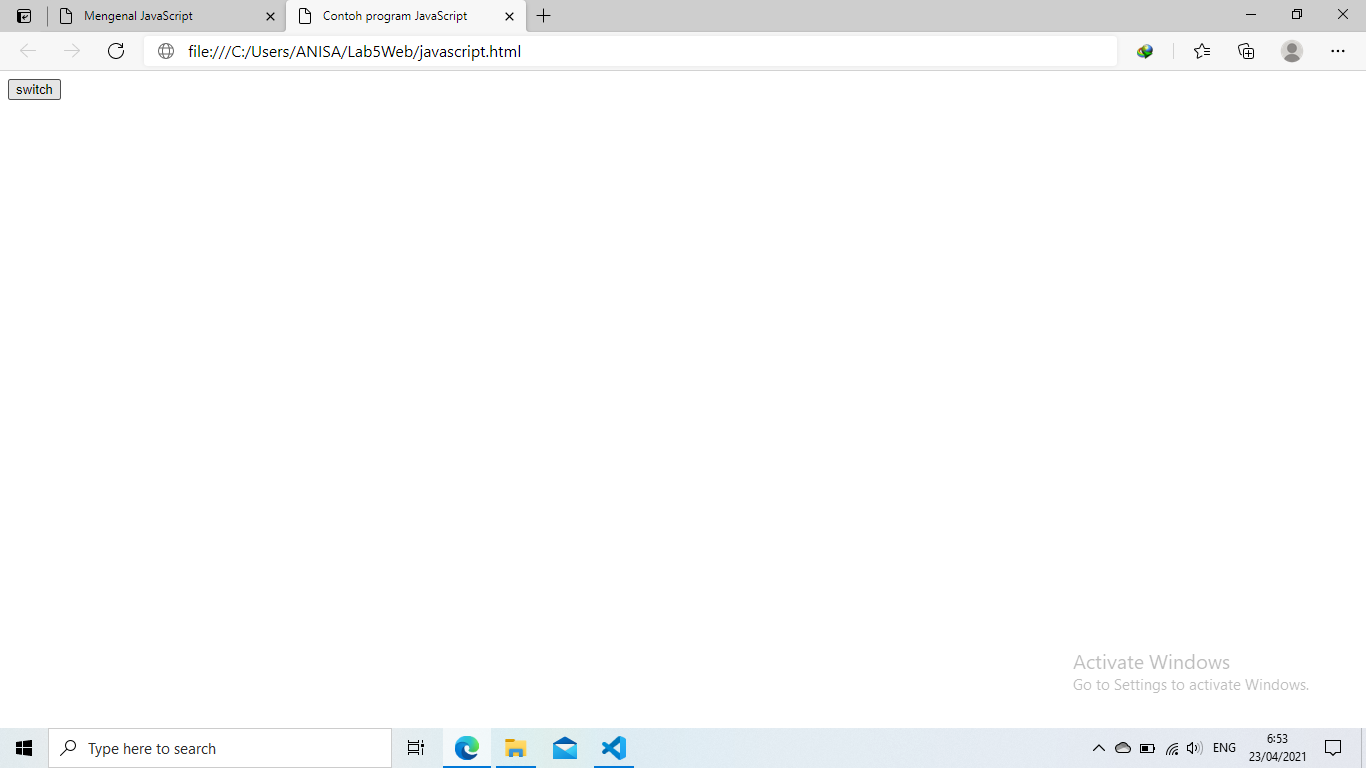 Mengenal JavaScript
Contoh program JavaScript
file:///C:/Users/ANISA/Lab5Web/javascript.html
switch
Activate Windows
Go to Settings to activate Windows.
Type here to search
ENG
6:53
23/04/2021